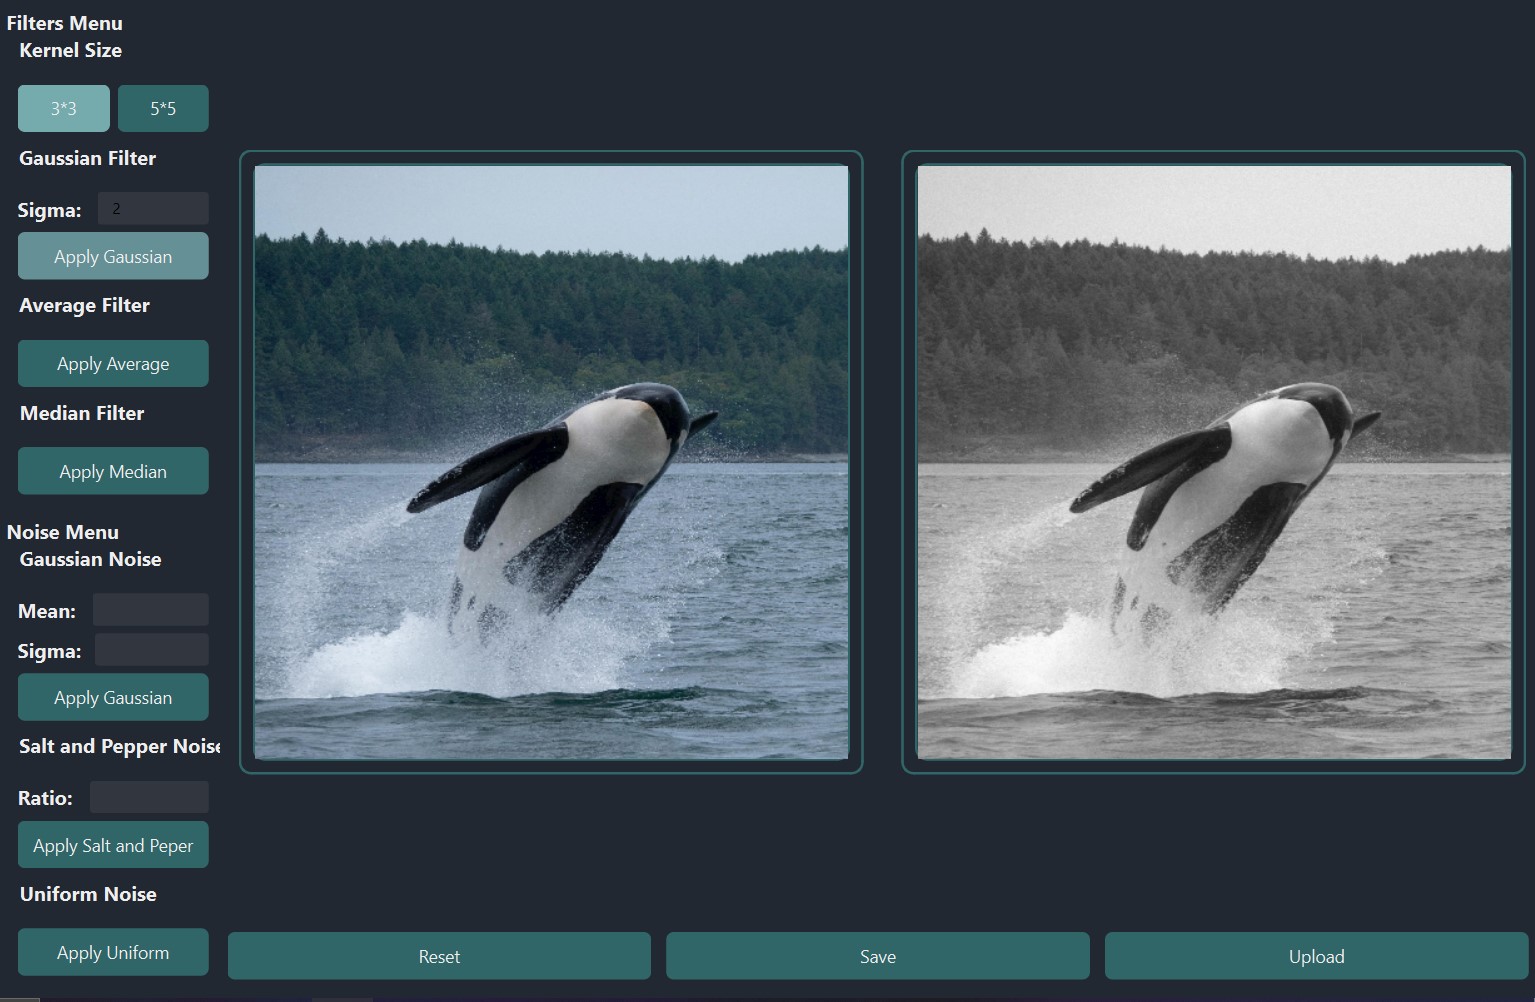 Filters Menu
Kernel Size
3*3 5*5
Gaussian Filter
Sigma: 2
Apply Gaussian
Average Filter
Apply Average
Median Filter
Apply Median
Noise Menu
Gaussian Noise
Mean:
Sigma:
Apply Gaussian
Salt and Pepper Noise
Ratio:
Apply Salt and Peper
Uniform Noise
Apply Uniform
Reset Save Upload